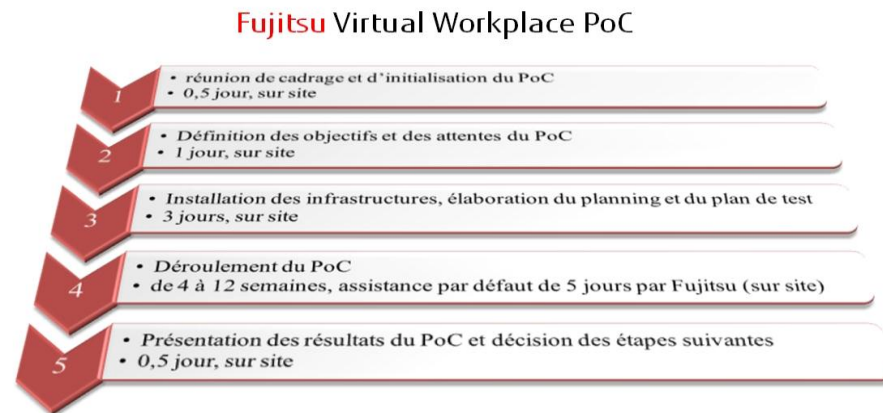 Fujitsu Virtual Workplace PoC
1
• réunion de cadrage et d'initialisation du PoC
• 0,5 jour, sur site
2
• Définition des objectifs et des attentes du PoC
• 1 jour, sur site
3
• Installation des infrastructures, élaboration du planning et du plan de test
• 3 jours, sur site
4
• Déroulement du PoC
• de 4 à 12 semaines, assistance par défaut de 5 jours par Fujitsu (sur site)
5
• Présentation des résultats du PoC et décision des étapes suivantes
• 0,5 jour, sur site